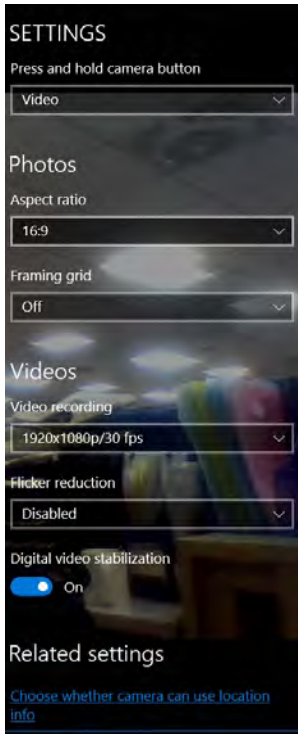 SETTINGS
Press and hold camera button
Video
Photos
Aspect ratio
16:9
Framing grid
Off
Videos
Video recording
1920x1080p/30 fps
Flicker reduction
Disabled
Digital video stabilization
On
Related settings
Choose whether camera can use location
info